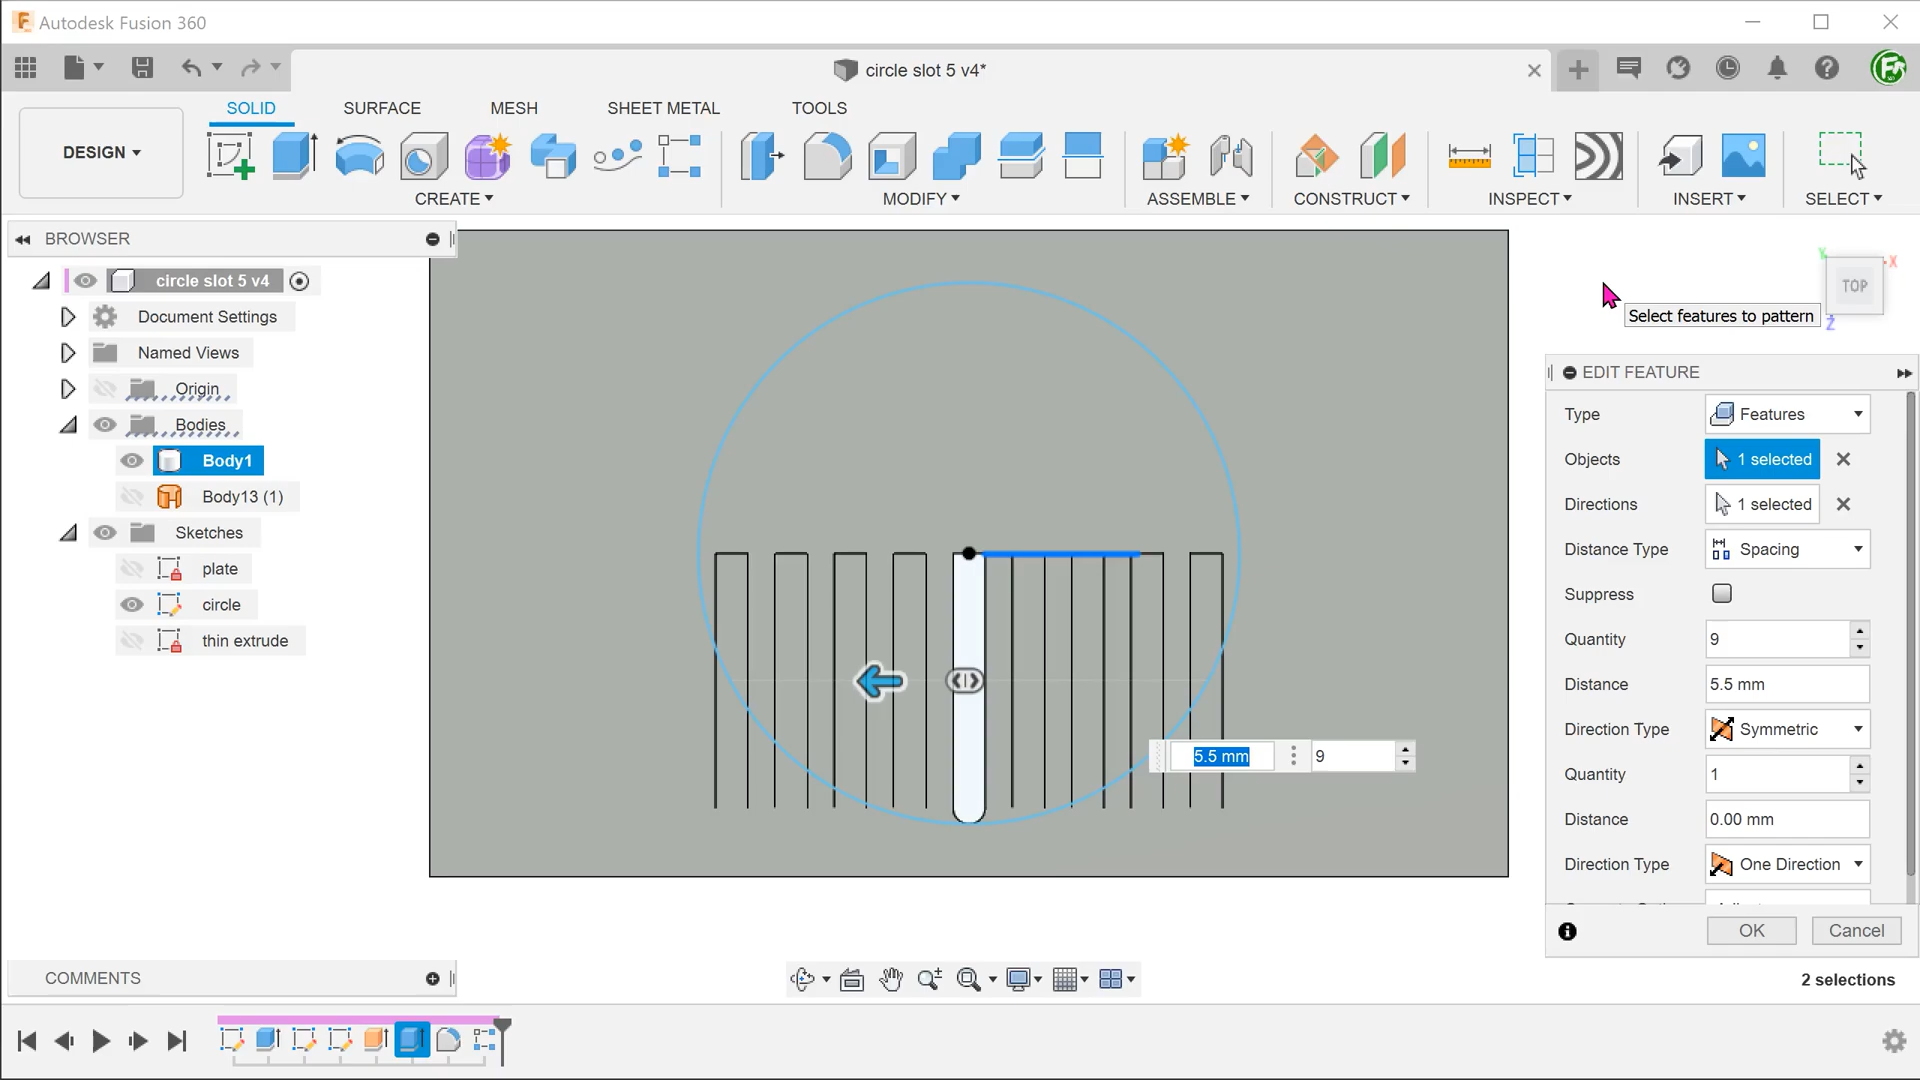 Autodesk Fusion 360
circle slot 5 v4*
SOLID SURFACE MESH SHEET METAL TOOLS
DESIGN
CREATE MODIFY ASSEMBLE CONSTRUCT INSPECT INSERT SELECT
BROWSER
circle slot 5 v4
Document Settings
Named Views
Origin
Bodies
Body1
Body13 (1)
Sketches
plate
circle
thin extrude
Y
X
TOP
Z
Select features to pattern
5.5 mm 9
EDIT FEATURE
Type Features
Objects 1 selected
Directions 1 selected
Distance Type Spacing
Suppress
Quantity 9
Distance 5.5 mm
Direction Type Symmetric
Quantity 1
Distance 0.00 mm
Direction Type One Direction
OK Cancel
COMMENTS
2 selections